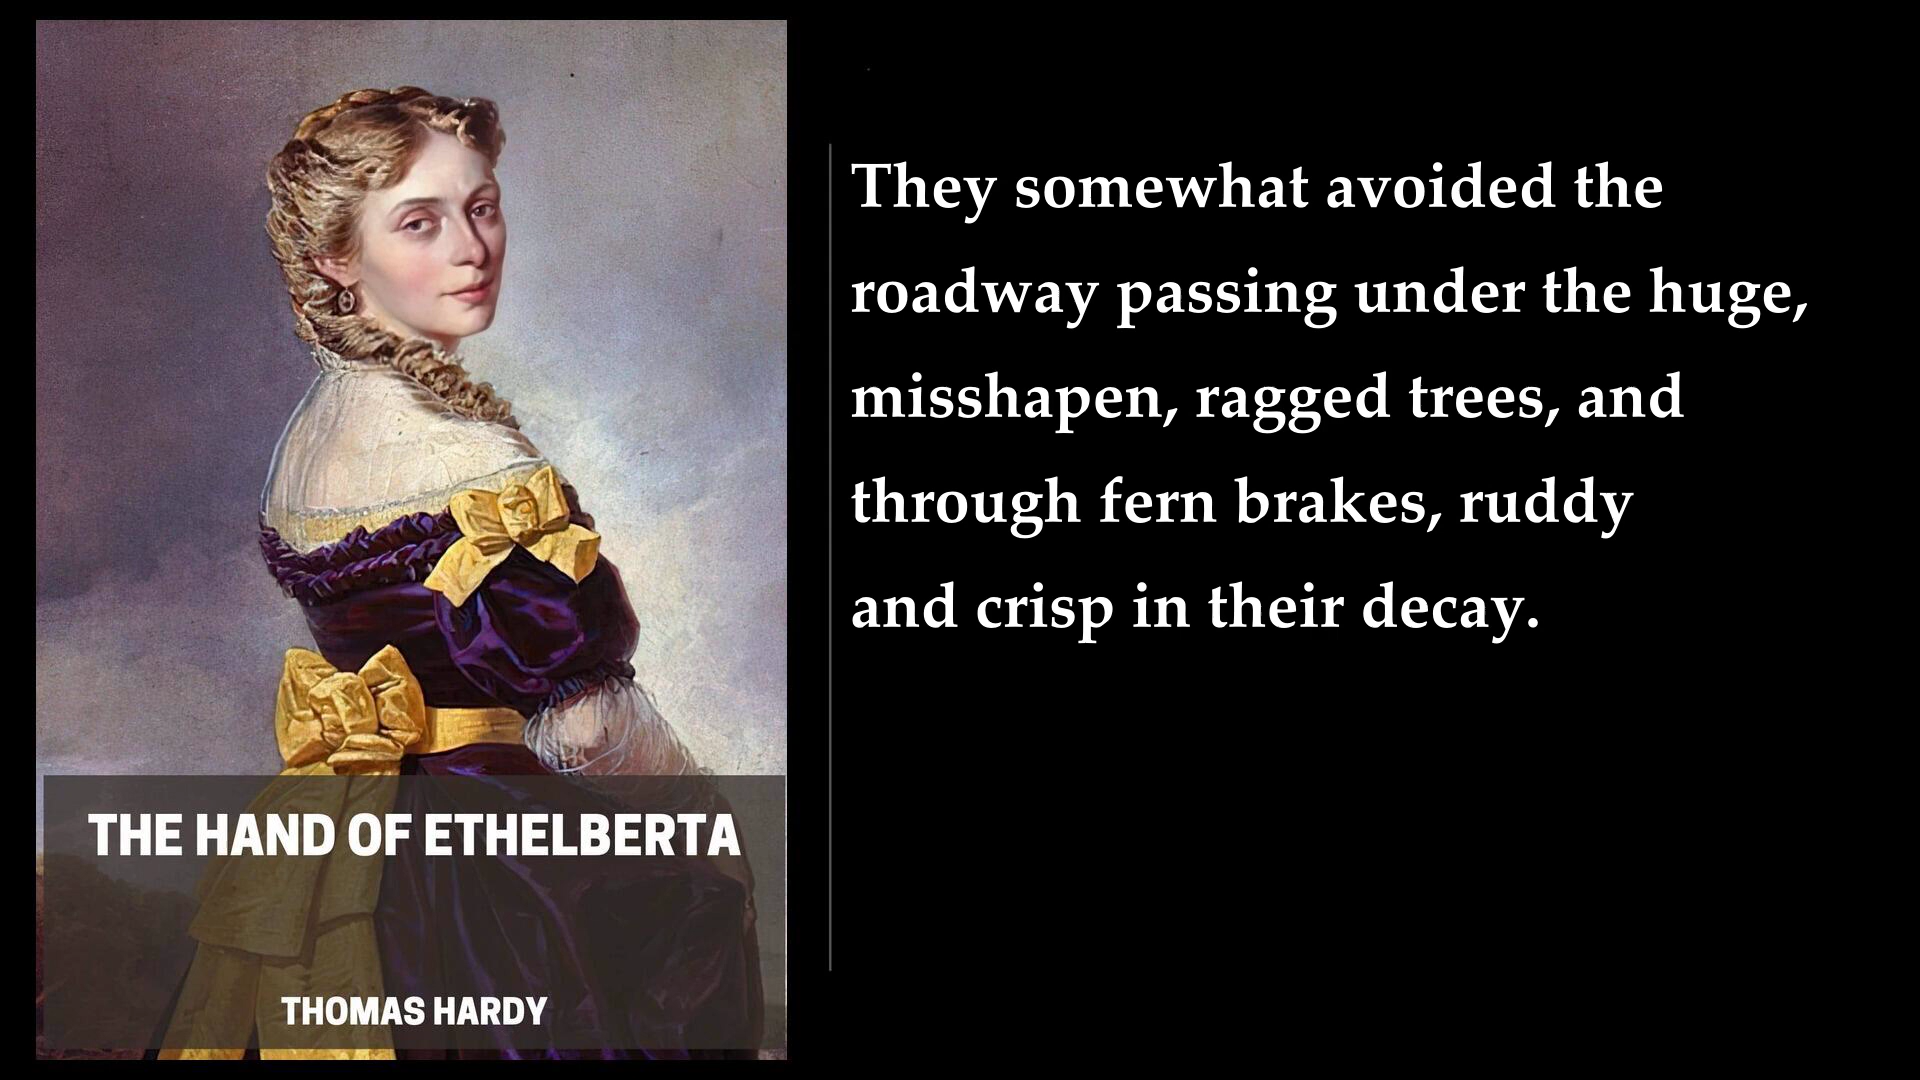 THE HAND OF ETHELBERTA
THOMAS HARDY
They somewhat avoided the
roadway passing under the huge,
misshapen, ragged trees, and
through fern brakes, ruddy
and crisp in their decay.